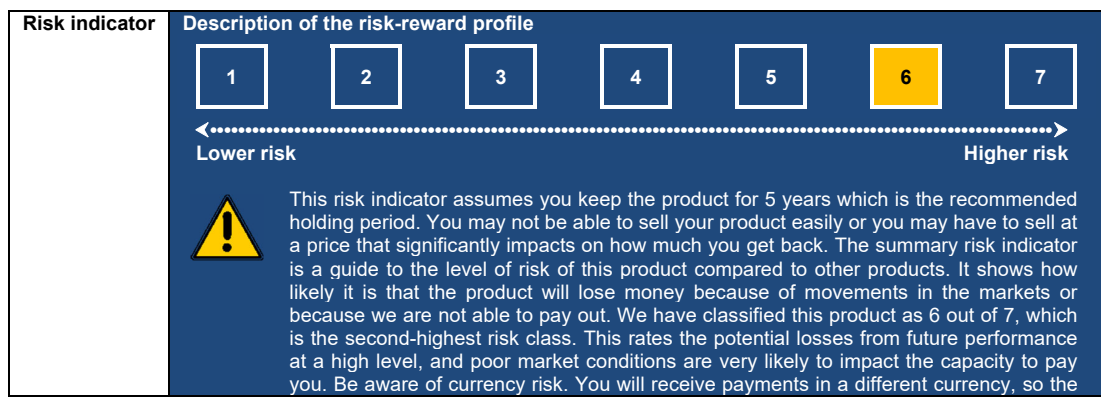 Risk indicator
Description of the risk-reward profile
1 2 3 4 5 6 7
Lower risk Higher risk
This risk indicator assumes you keep the product for 5 years which is the recommended
holding period. You may not be able to sell your product easily or you may have to sell at
a price that significantly impacts on how much you get back. The summary risk indicator
is a guide to the level of risk of this product compared to other products. It shows how
likely it is that the product will lose money because of movements in the markets or
because we are not able to pay out. We have classified this product as 6 out of 7, which
is the second-highest risk class. This rates the potential losses from future performance
at a high level, and poor market conditions are very likely to impact the capacity to pay
you. Be aware of currency risk. You will receive payments in a different currency, so the